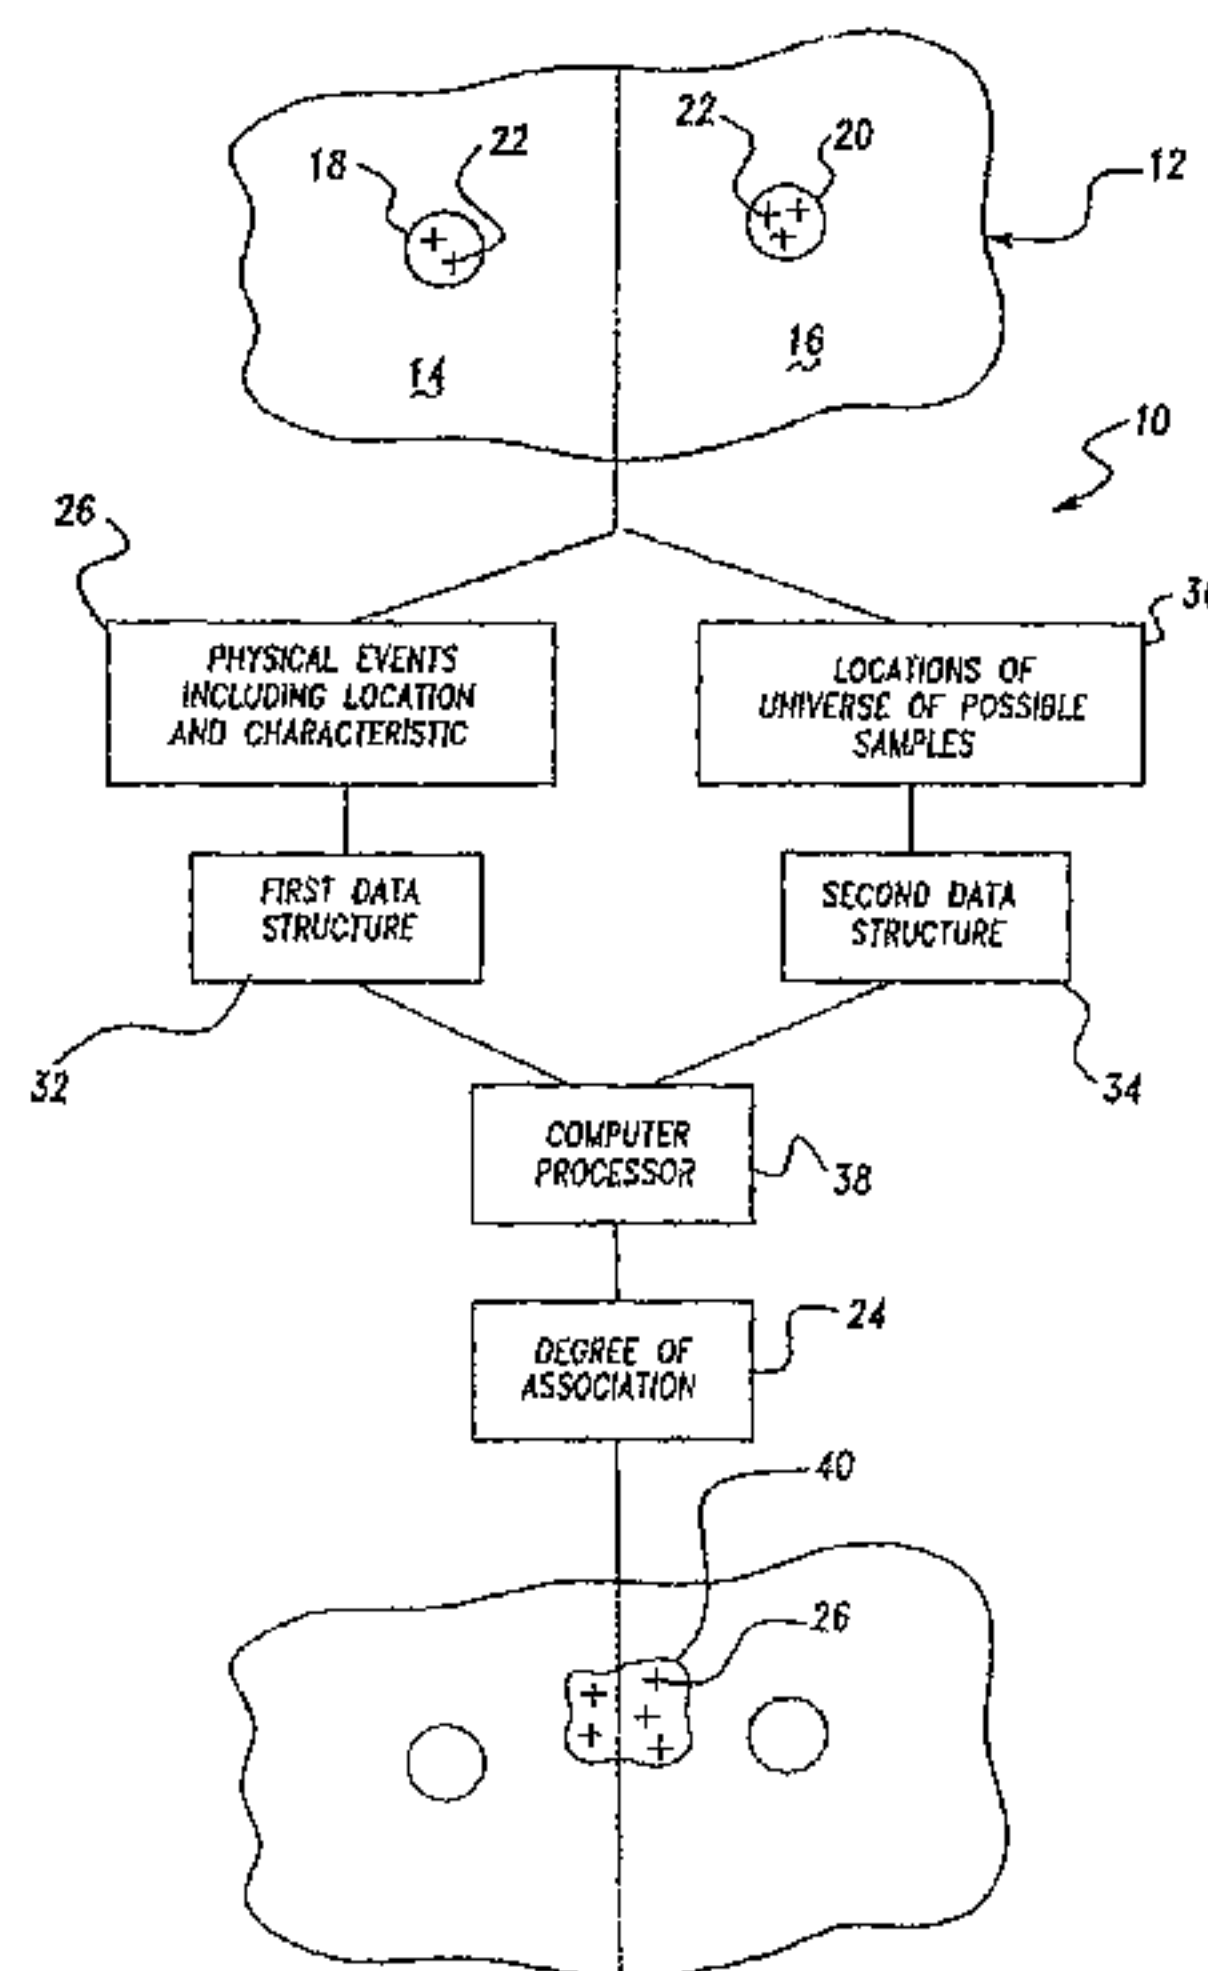 22
20
12
18
22
16
14
10
26
PHYSICAL EVENTS
INCLUDING LOCATION
AND CHARACTERISTIC
LOCATIONS OF
UNIVERSE OF POSSIBLE
SAMPLES
FIRST DATA
STRUCTURE
SECOND DATA
STRUCTURE
32
34
COMPUTER
PROCESSOR
38
DEGREE OF
ASSOCIATION
24
40
26